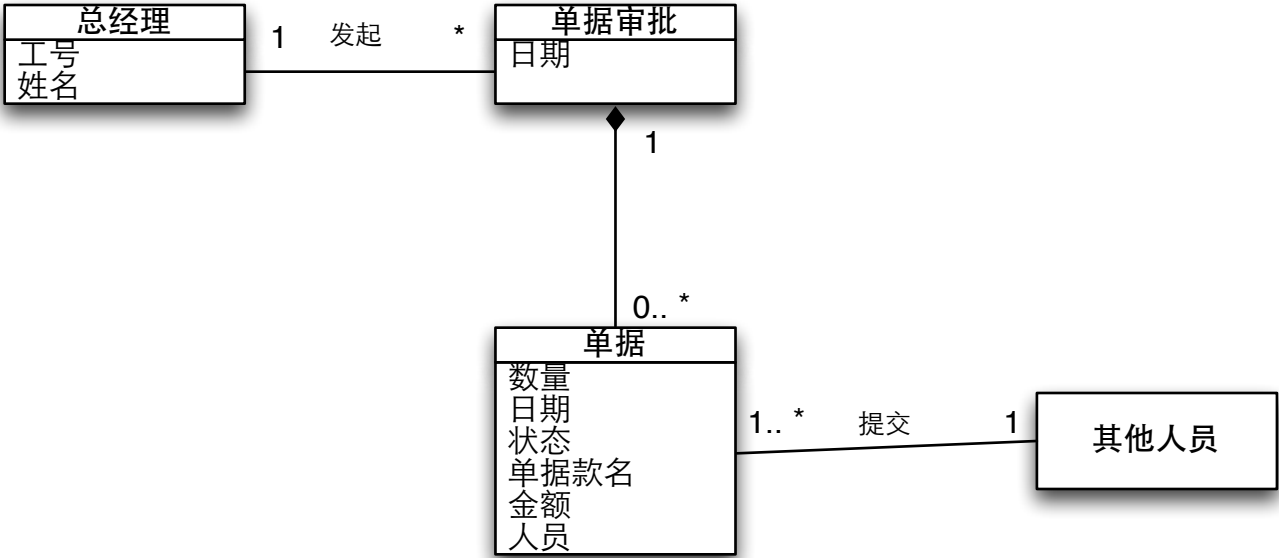 总经理
工号
姓名
1 发起 *
单据审批
日期
1
0.. *
单据
数量
日期
状态
单据款名
金额
人员
1.. * 提交 1
其他人员